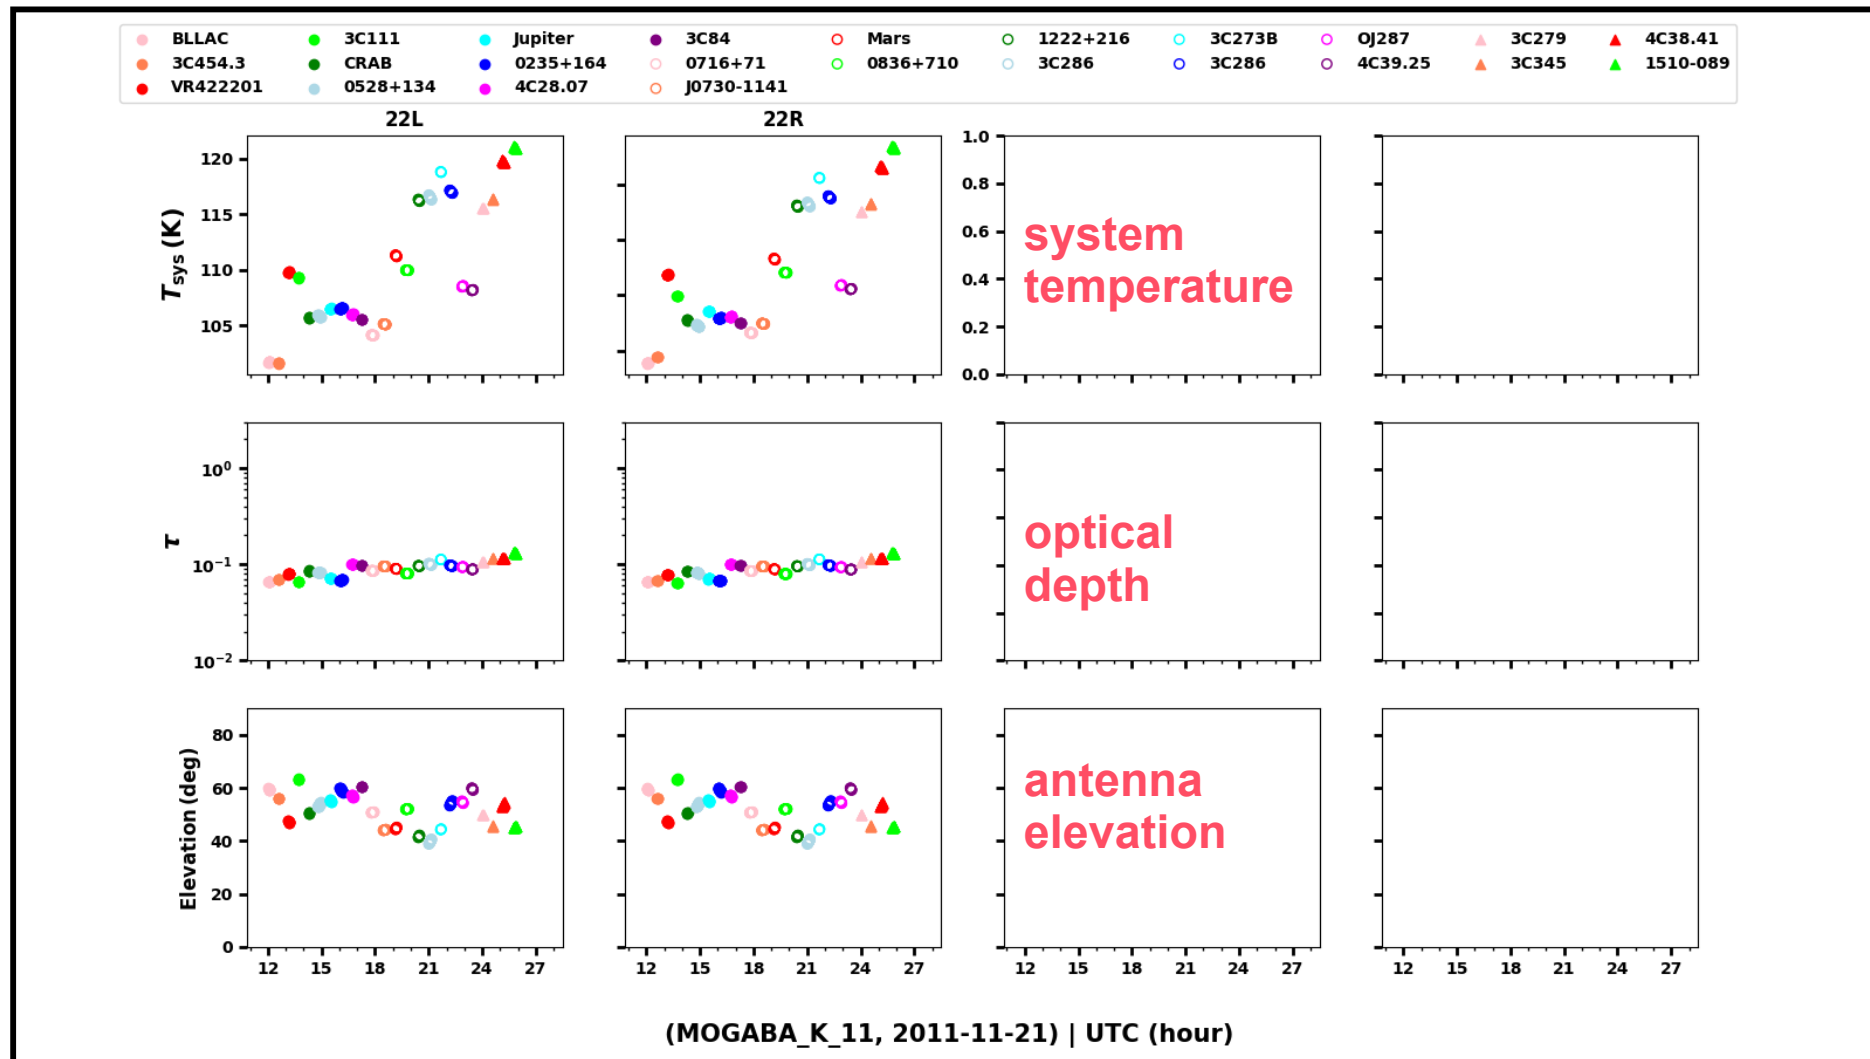 BLLAC 3C111 Jupiter 3C84 Mars 1222+216 3C273B OJ287 3C279 4C38.41
3C454.3 CRAB 0235+164 0716+71 0836+710 3C286 3C286 4C39.25 3C345 1510-089
VR422201 0528+134 4C28.07 J0730-1141
22L 22R
120
115
110
105
T_sys (K)
1.0
0.8
0.6
0.4
0.2
0.0
system
temperature
10⁰
10⁻¹
10⁻²
τ
optical
depth
80
60
40
20
0
Elevation (deg)
antenna
elevation
12 15 18 21 24 27 12 15 18 21 24 27 12 15 18 21 24 27 12 15 18 21 24 27
(MOGABA_K_11, 2011-11-21) | UTC (hour)